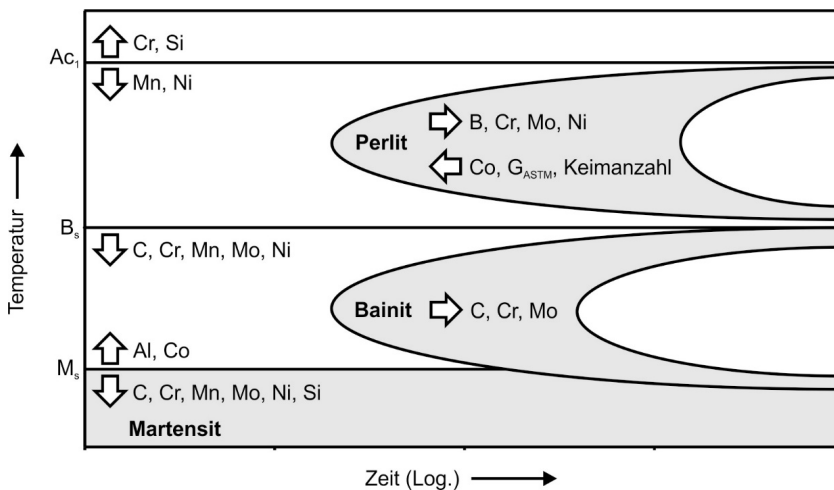 Cr, Si
Ac₁
Mn, Ni
B, Cr, Mo, Ni
Perlit
Co, G_ASTM, Keimanzahl
Temperatur
Bₛ
C, Cr, Mn, Mo, Ni
Bainit
C, Cr, Mo
Al, Co
Mₛ
C, Cr, Mn, Mo, Ni, Si
Martensit
Zeit (Log.)